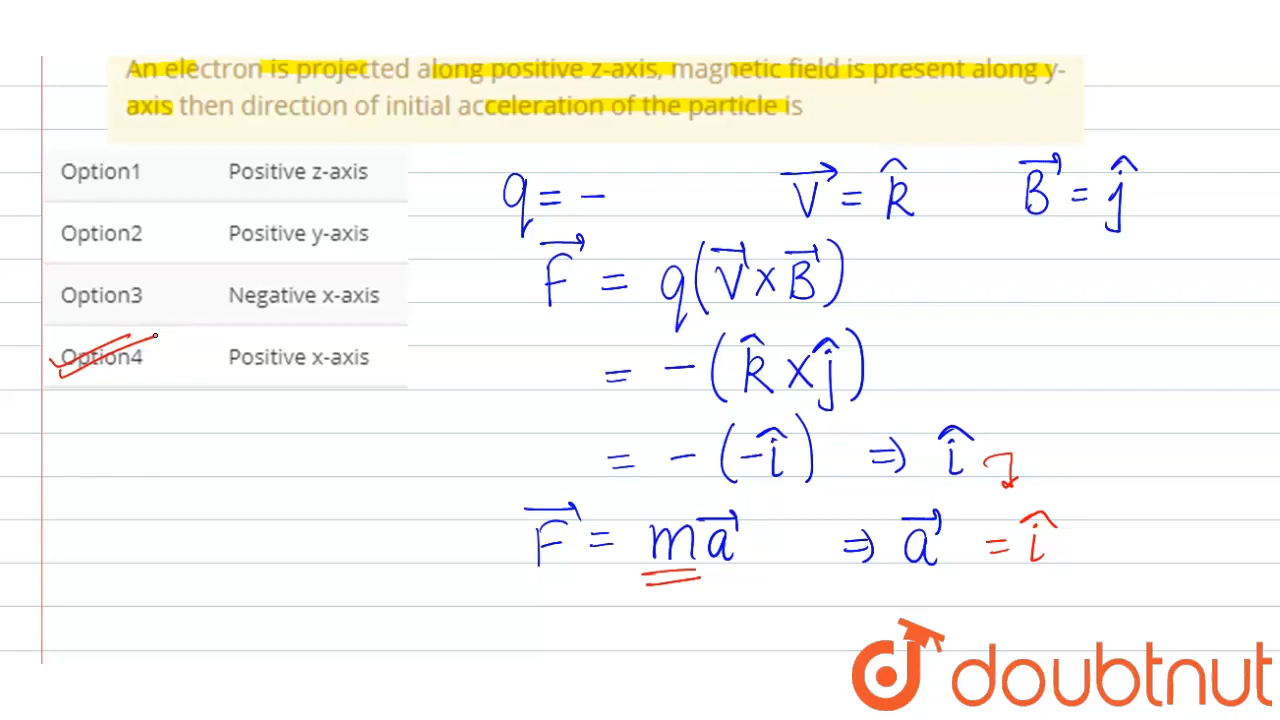 An electron is projected along positive z-axis, magnetic field is present along y-
axis then direction of initial acceleration of the particle is
Option1 Positive z-axis
Option2 Positive y-axis
Option3 Negative x-axis
Option4 Positive x-axis
q = - V⃗ = k̂ B⃗ = ĵ
F⃗ = q(V⃗ × B⃗)
= - (k̂ × ĵ)
= - (-î) ⇒ î
F⃗ = ma⃗ ⇒ a⃗ = î
doubtnut